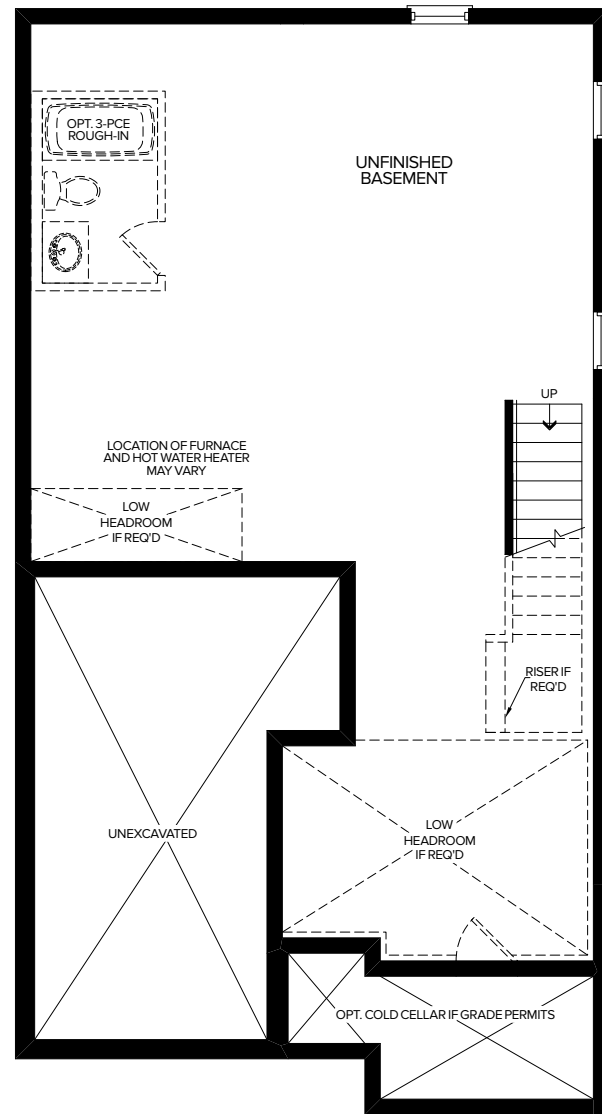 OPT. 3-PCE
ROUGH-IN
UNFINISHED
BASEMENT
UP
LOCATION OF FURNACE
AND HOT WATER HEATER
MAY VARY
LOW
HEADROOM
IF REQ'D
RISER IF
REQ'D
UNEXCAVATED
LOW
HEADROOM
IF REQ'D
OPT. COLD CELLAR IF GRADE PERMITS